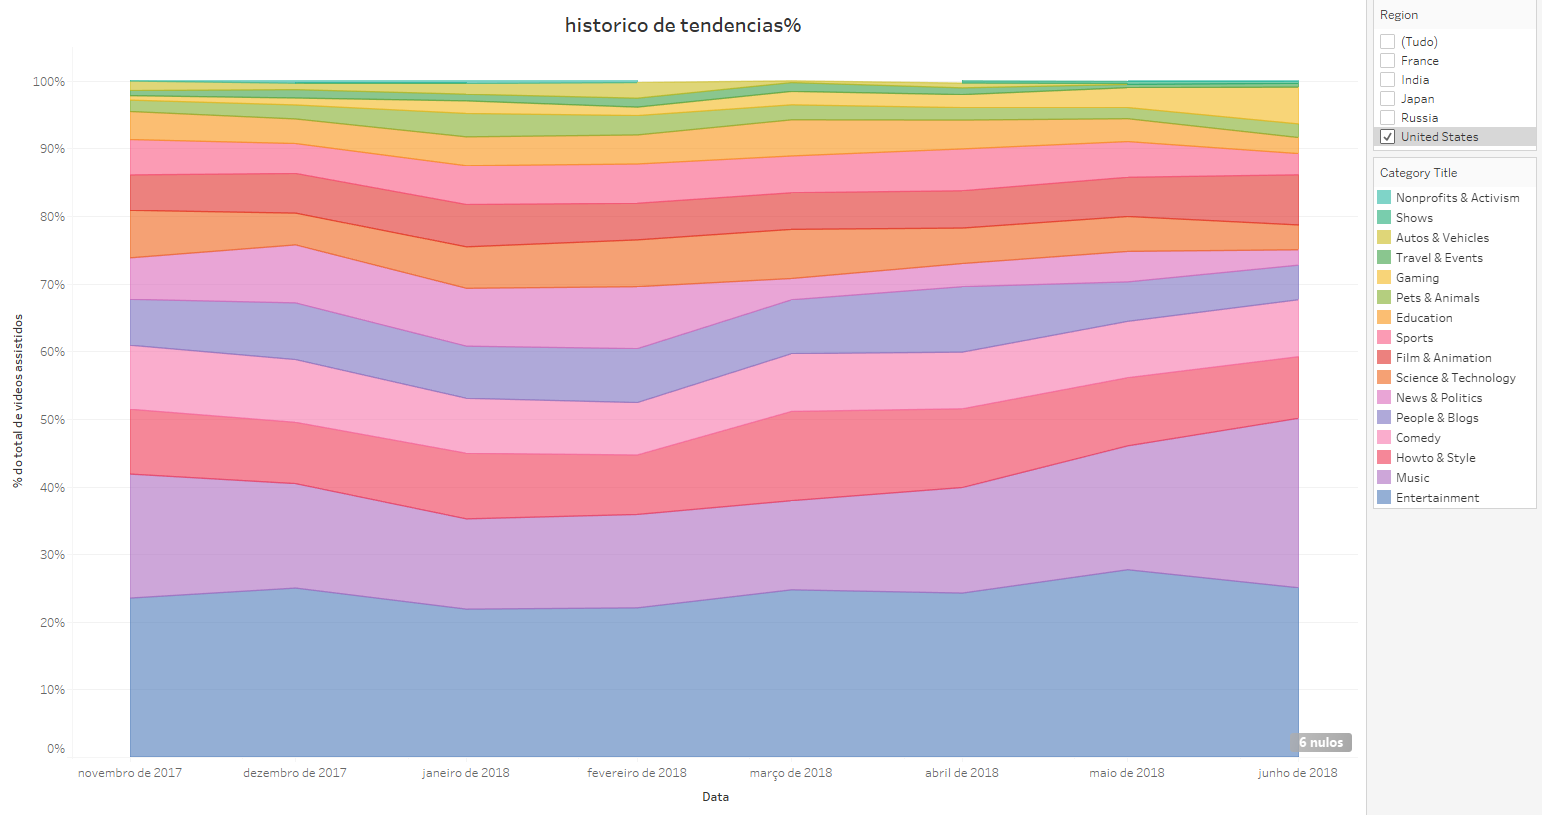 historico de tendencias%
% do total de videos assistidos
100%
90%
80%
70%
60%
50%
40%
30%
20%
10%
0%
6 nulos
novembro de 2017 dezembro de 2017 janeiro de 2018 fevereiro de 2018 março de 2018 abril de 2018 maio de 2018 junho de 2018
Data
Region
(Tudo)
France
India
Japan
Russia
United States
Category Title
Nonprofits & Activism
Shows
Autos & Vehicles
Travel & Events
Gaming
Pets & Animals
Education
Sports
Film & Animation
Science & Technology
News & Politics
People & Blogs
Comedy
Howto & Style
Music
Entertainment